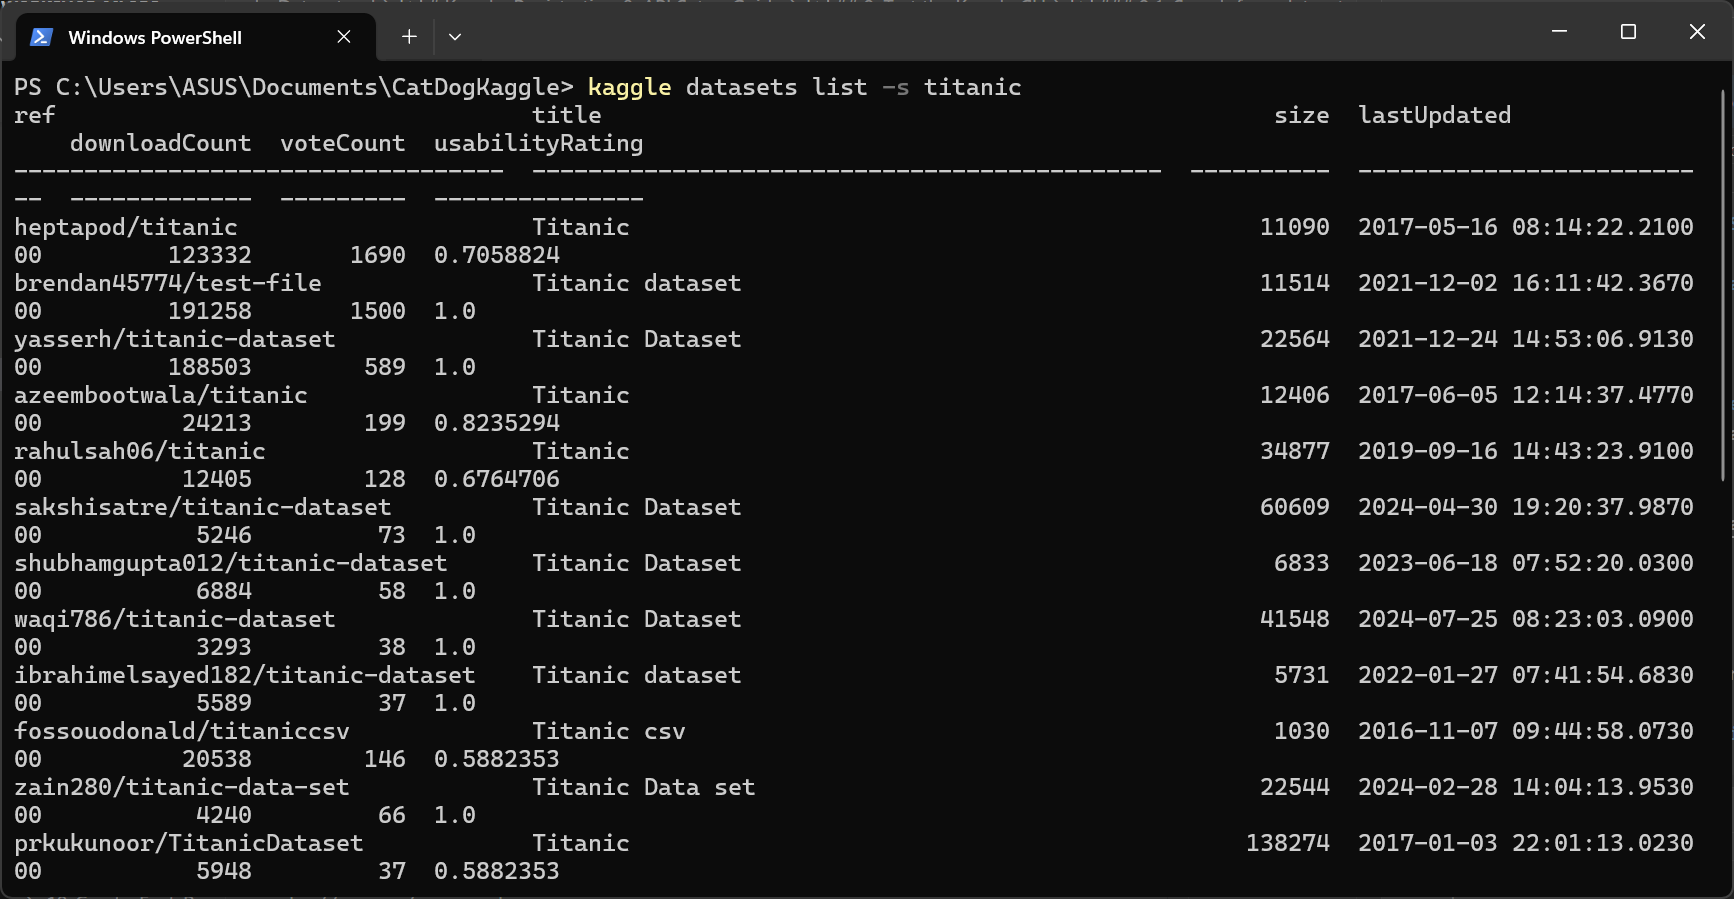 Windows PowerShell
PS C:\Users\ASUS\Documents\CatDogKaggle> kaggle datasets list -s titanic
ref title size lastUpdated
downloadCount voteCount usabilityRating
----------------------------------- --------------------------------------------- ---------- ------------------------
-- ------------- --------- ---------------
heptapod/titanic Titanic 11090 2017-05-16 08:14:22.2100
00 123332 1690 0.7058824
brendan45774/test-file Titanic dataset 11514 2021-12-02 16:11:42.3670
00 191258 1500 1.0
yasserh/titanic-dataset Titanic Dataset 22564 2021-12-24 14:53:06.9130
00 188503 589 1.0
azeembootwala/titanic Titanic 12406 2017-06-05 12:14:37.4770
00 24213 199 0.8235294
rahulsah06/titanic Titanic 34877 2019-09-16 14:43:23.9100
00 12405 128 0.6764706
sakshisatre/titanic-dataset Titanic Dataset 60609 2024-04-30 19:20:37.9870
00 5246 73 1.0
shubhamgupta012/titanic-dataset Titanic Dataset 6833 2023-06-18 07:52:20.0300
00 6884 58 1.0
waqi786/titanic-dataset Titanic Dataset 41548 2024-07-25 08:23:03.0900
00 3293 38 1.0
ibrahimelsayed182/titanic-dataset Titanic dataset 5731 2022-01-27 07:41:54.6830
00 5589 37 1.0
fossouodonald/titaniccsv Titanic csv 1030 2016-11-07 09:44:58.0730
00 20538 146 0.5882353
zain280/titanic-data-set Titanic Data set 22544 2024-02-28 14:04:13.9530
00 4240 66 1.0
prkukunoor/TitanicDataset Titanic 138274 2017-01-03 22:01:13.0230
00 5948 37 0.5882353